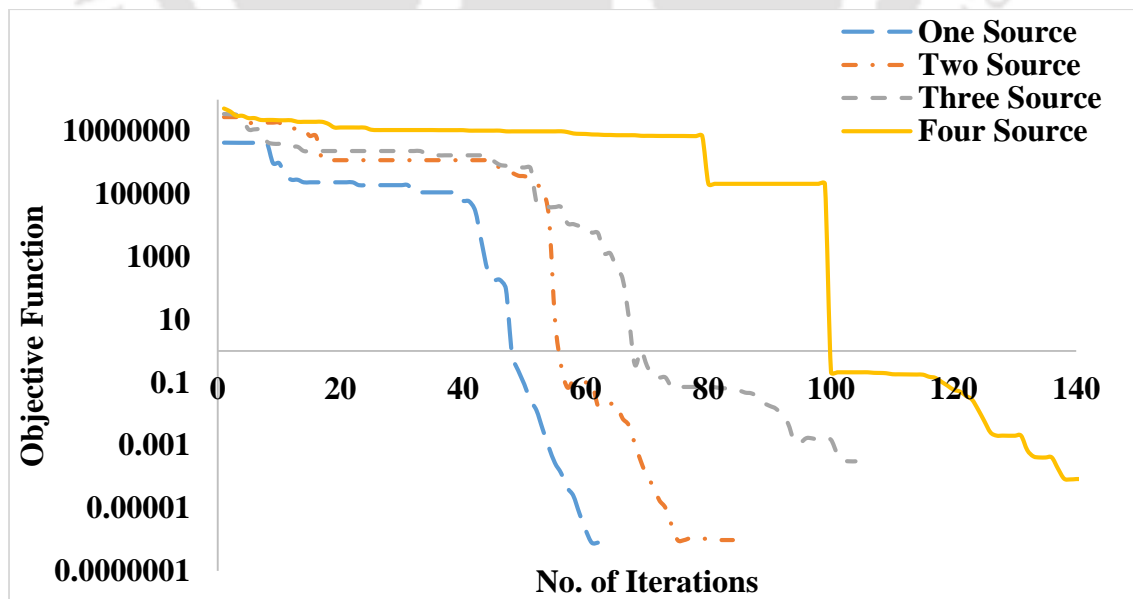 One Source
Two Source
Three Source
Four Source
Objective Function
10000000
100000
1000
10
0.1
0.001
0.00001
0.0000001
0 20 40 60 80 100 120 140
No. of Iterations